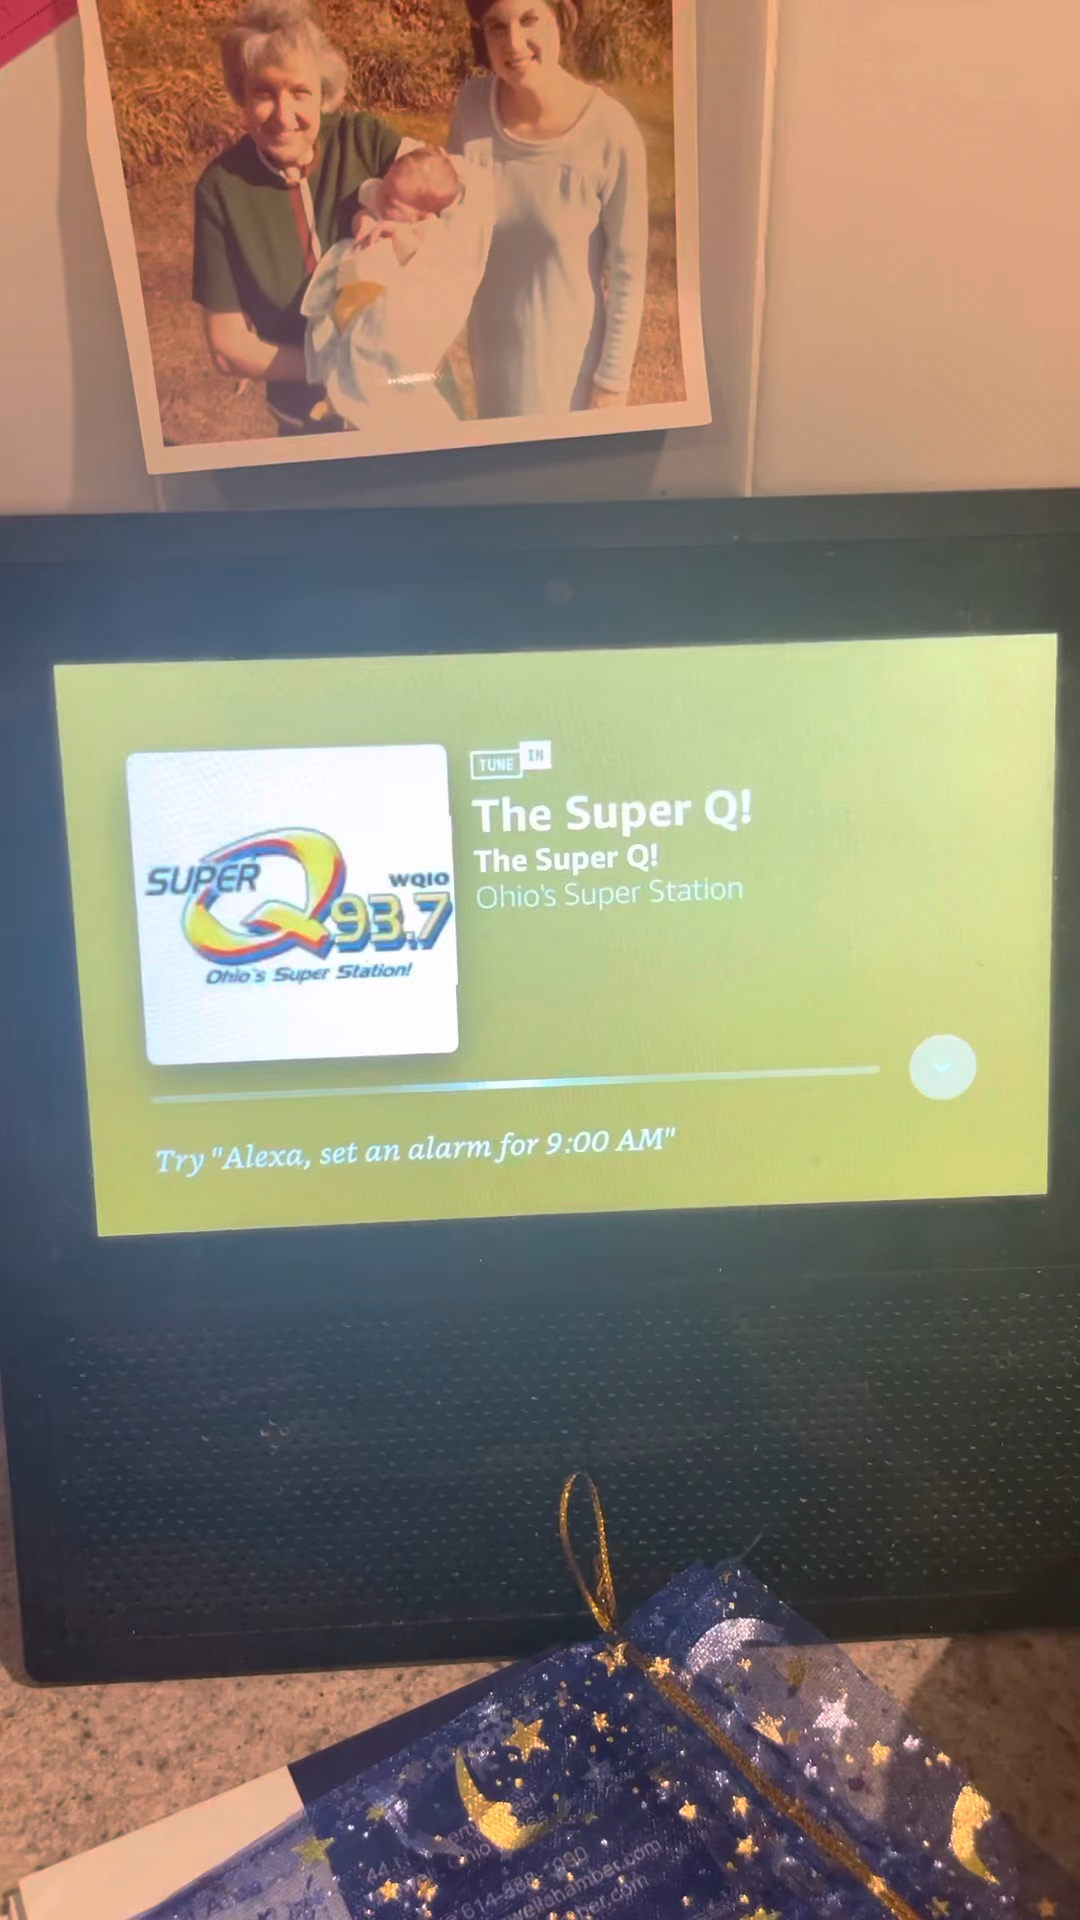 TUNE IN
The Super Q!
The Super Q!
Ohio's Super Station
SUPER
Q
WQIO
93.7
Ohio's Super Station!
Try "Alexa, set an alarm for 9:00 AM"